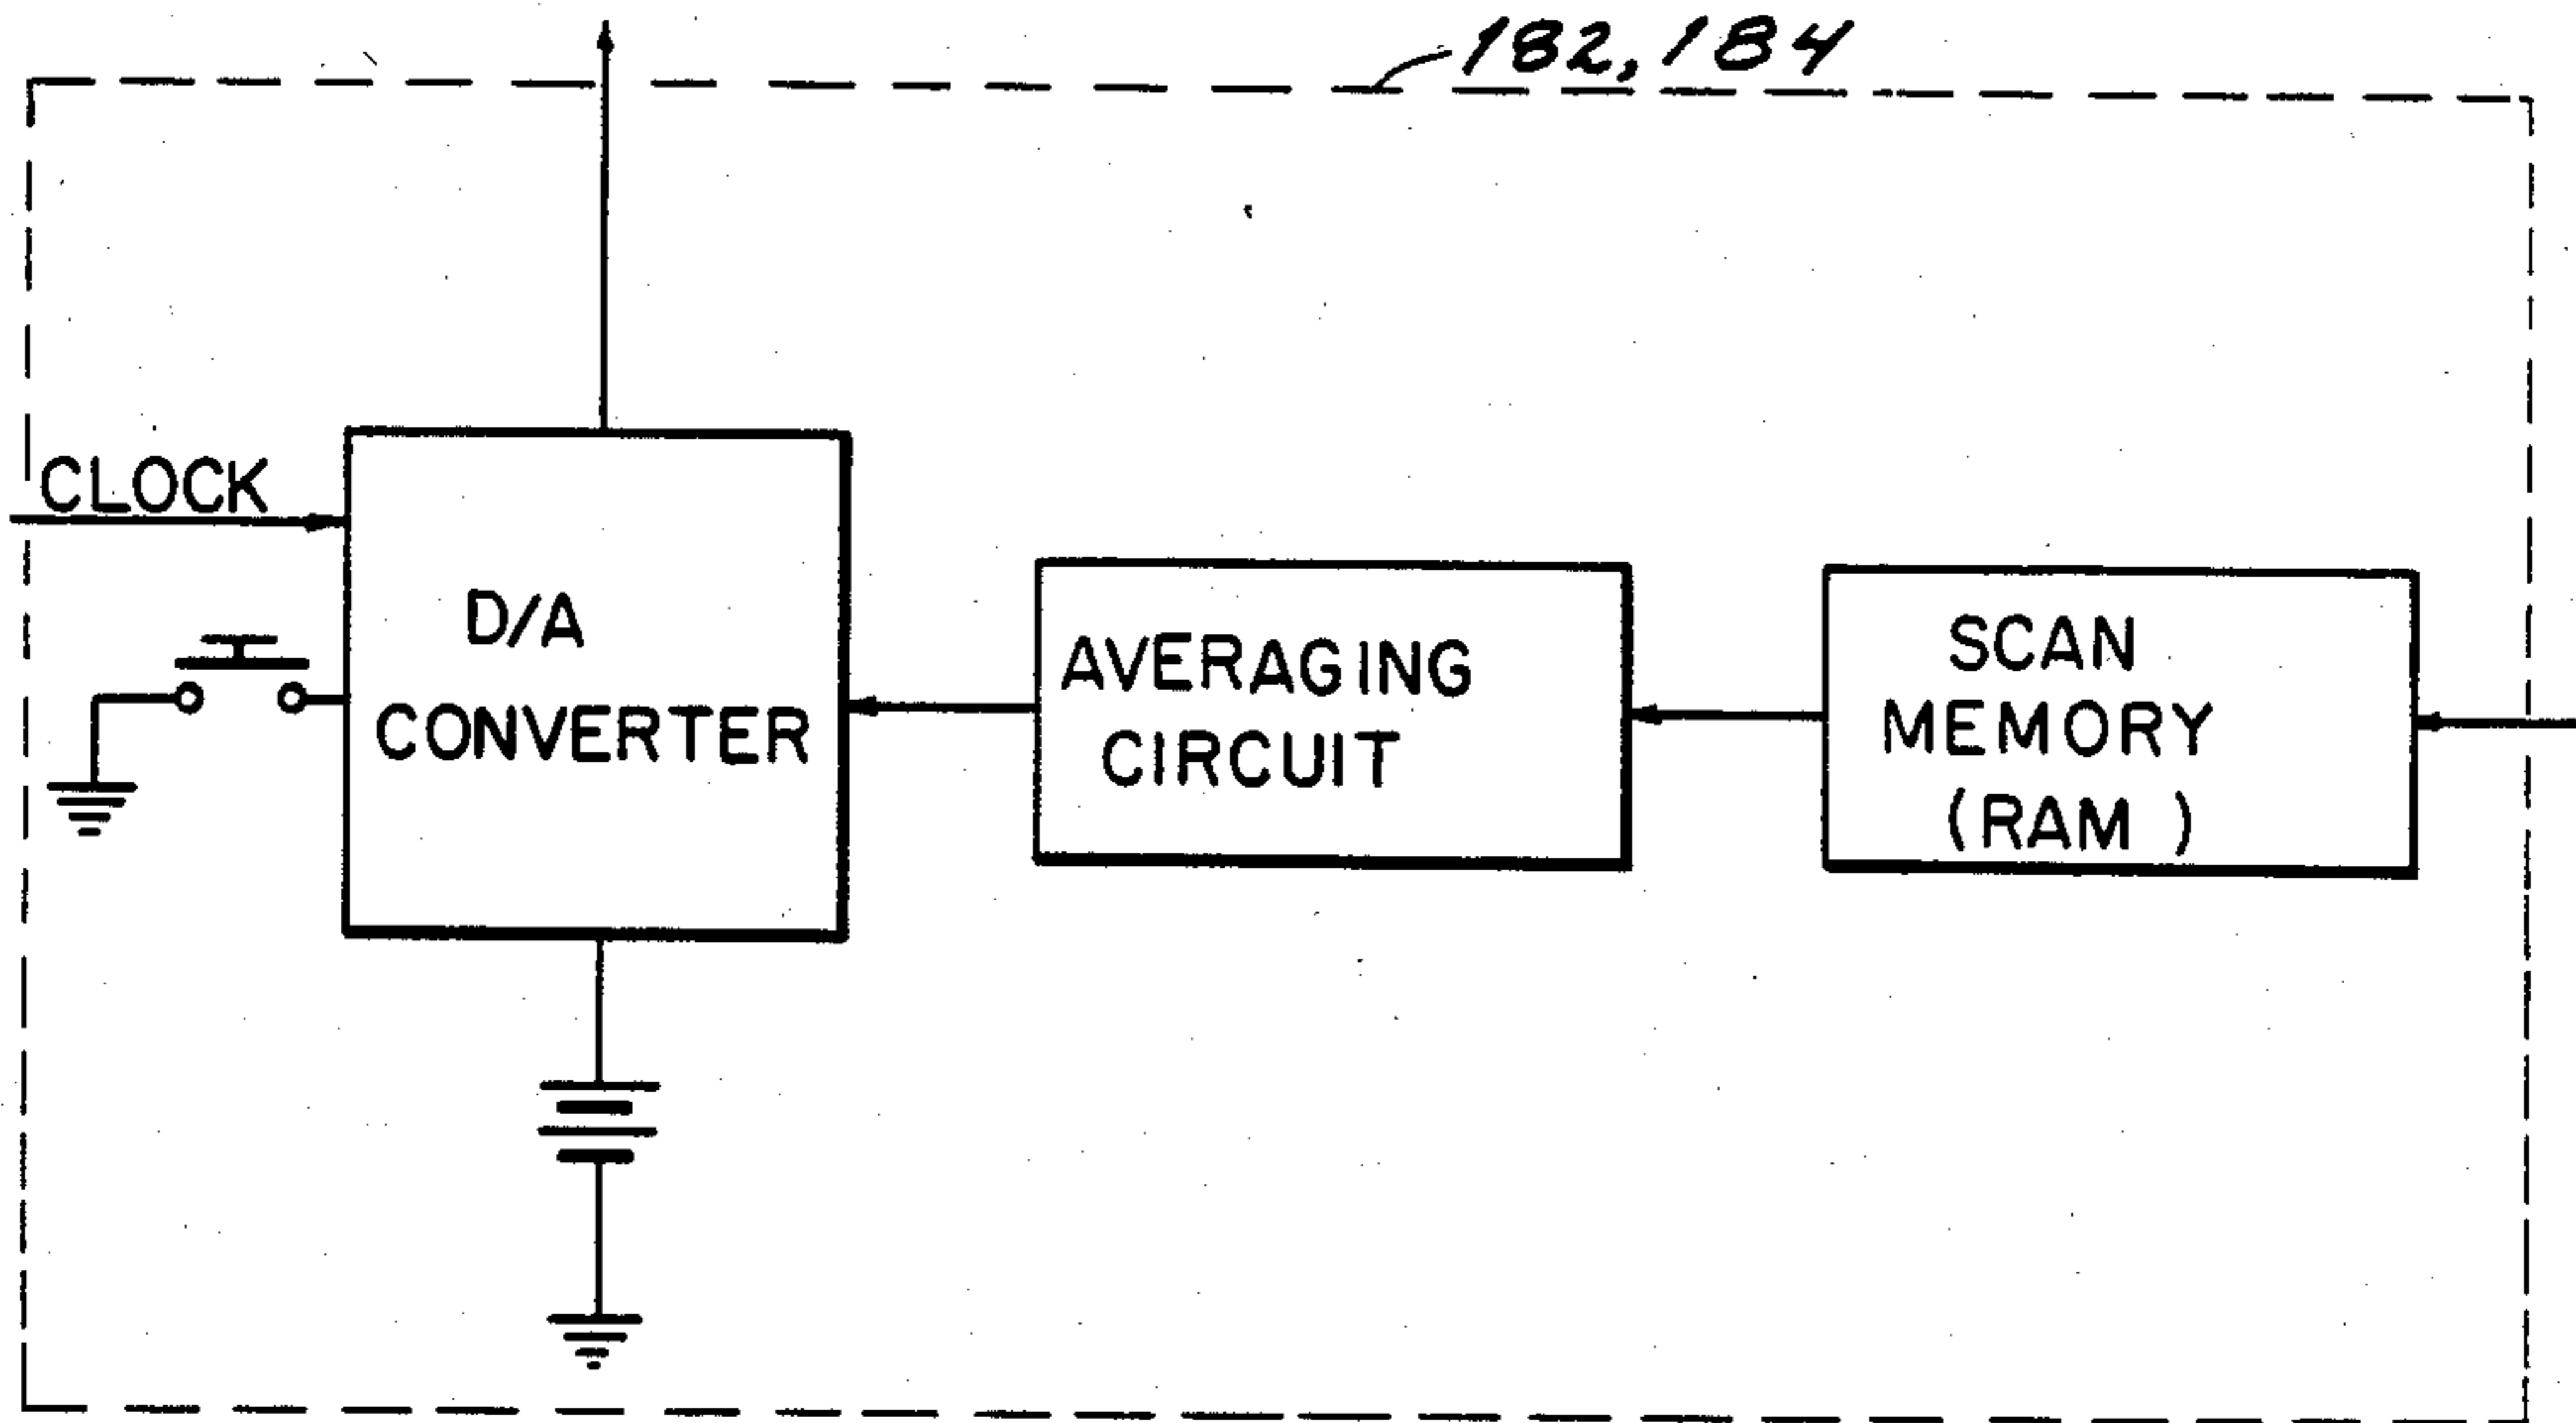 182, 184
CLOCK
D/A
CONVERTER
AVERAGING
CIRCUIT
SCAN
MEMORY
(RAM )